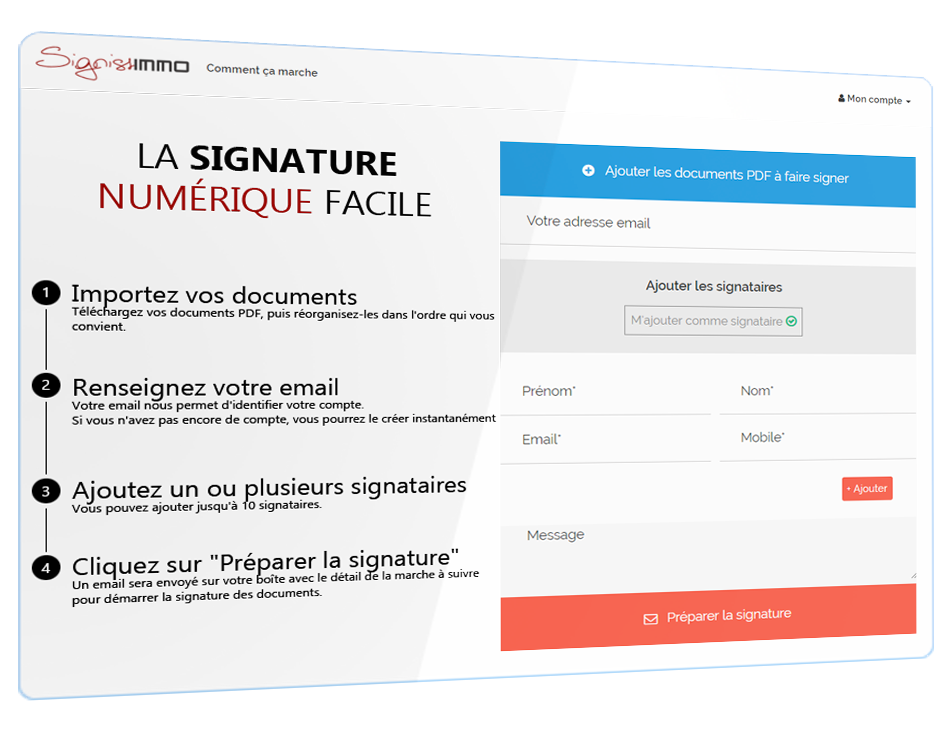 SignissIMMO
Comment ça marche
Mon compte
LA SIGNATURE
NUMÉRIQUE FACILE
1
Importez vos documents
Téléchargez vos documents PDF, puis réorganisez-les dans l'ordre qui vous
convient.
2
Renseignez votre email
Votre email nous permet d'identifier votre compte.
Si vous n'avez pas encore de compte, vous pourrez le créer instantanément
3
Ajoutez un ou plusieurs signataires
Vous pouvez ajouter jusqu'à 10 signataires.
4
Cliquez sur "Préparer la signature"
Un email sera envoyé sur votre boîte avec le détail de la marche à suivre
pour démarrer la signature des documents.
Ajouter les documents PDF à faire signer
Votre adresse email
Ajouter les signataires
M'ajouter comme signataire
Prénom*
Nom*
Email*
Mobile*
+ Ajouter
Message
Préparer la signature